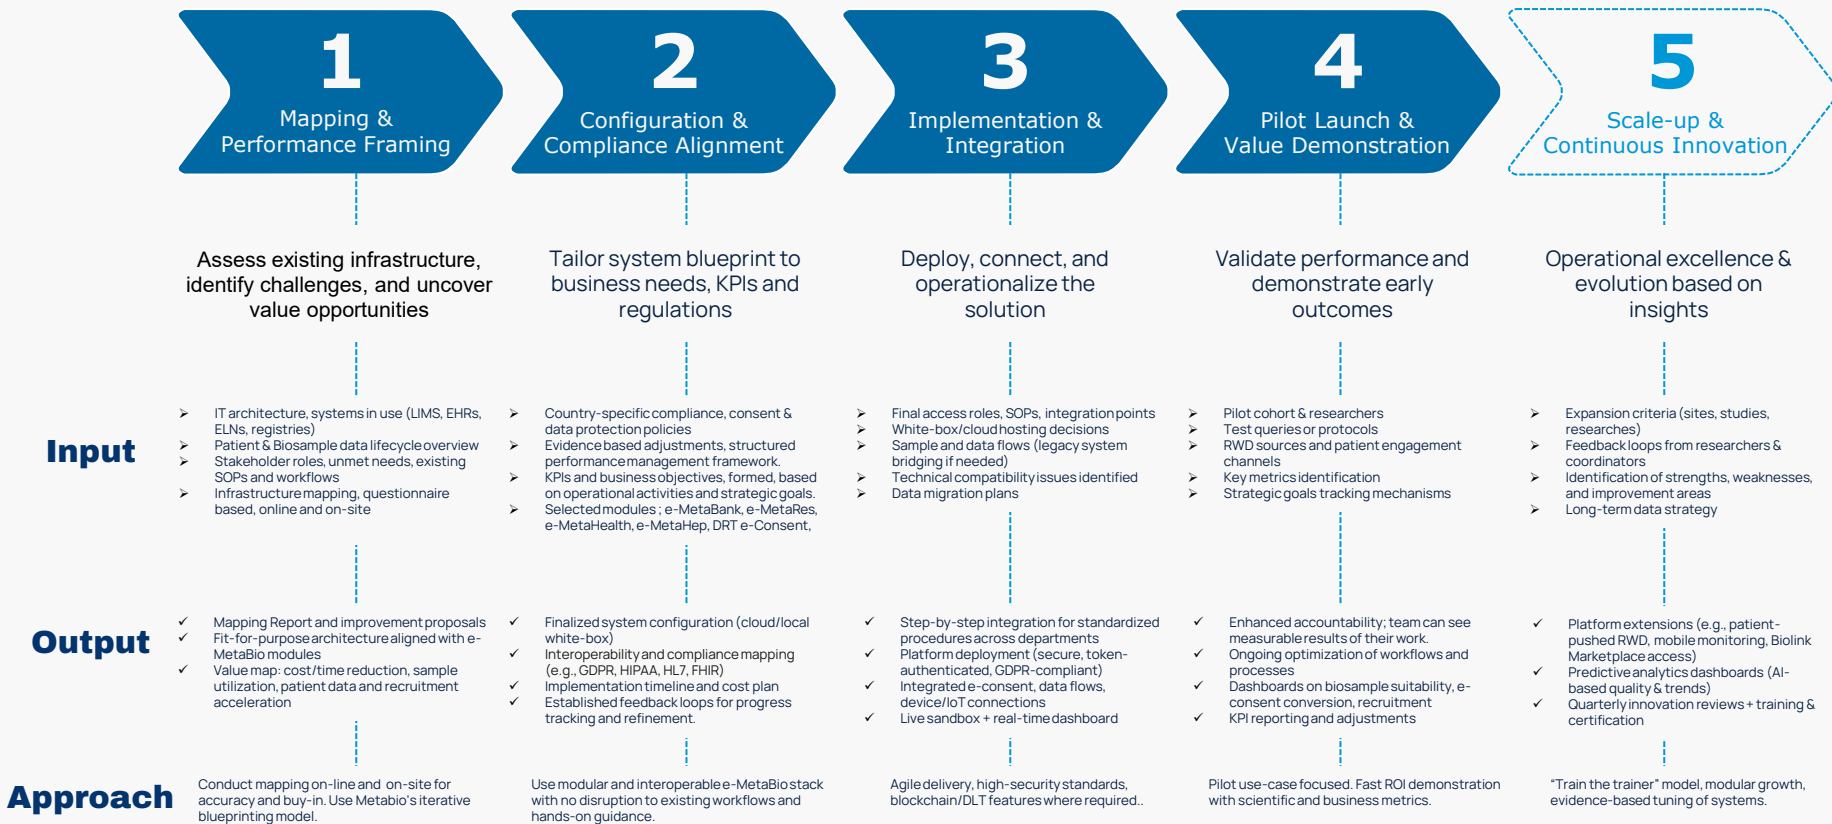 1
Mapping &
Performance Framing
2
Configuration &
Compliance Alignment
3
Implementation &
Integration
4
Pilot Launch &
Value Demonstration
5
Scale-up &
Continuous Innovation
Assess existing infrastructure,
identify challenges, and uncover
value opportunities
Tailor system blueprint to
business needs, KPIs and
regulations
Deploy, connect, and
operationalize the
solution
Validate performance and
demonstrate early
outcomes
Operational excellence &
evolution based on
insights
Input
IT architecture, systems in use (LIMS, EHRs,
ELNs, registries)
Patient & Biosample data lifecycle overview
Stakeholder roles, unmet needs, existing
SOPs and workflows
Infrastructure mapping, questionnaire
based, online and on-site
Country-specific compliance, consent &
data protection policies
Evidence based adjustments, structured
performance management framework.
KPIs and business objectives, formed, based
on operational activities and strategic goals.
Selected modules ; e-MetaBank, e-MetaRes,
e-MetaHealth, e-MetaHep, DRT e-Consent,
Final access roles, SOPs, integration points
White-box/cloud hosting decisions
Sample and data flows (legacy system
bridging if needed)
Technical compatibility issues identified
Data migration plans
Pilot cohort & researchers
Test queries or protocols
RWD sources and patient engagement
channels
Key metrics identification
Strategic goals tracking mechanisms
Expansion criteria (sites, studies,
researches)
Feedback loops from researchers &
coordinators
Identification of strengths, weaknesses,
and improvement areas
Long-term data strategy
Output
Mapping Report and improvement proposals
Fit-for-purpose architecture aligned with e-
MetaBio modules
Value map: cost/time reduction, sample
utilization, patient data and recruitment
acceleration
Finalized system configuration (cloud/local
white-box)
Interoperability and compliance mapping
(e.g., GDPR, HIPAA, HL7, FHIR)
Implementation timeline and cost plan
Established feedback loops for progress
tracking and refinement.
Step-by-step integration for standardized
procedures across departments
Platform deployment (secure, token-
authenticated, GDPR-compliant)
Integrated e-consent, data flows,
device/IoT connections
Live sandbox + real-time dashboard
Enhanced accountability; team can see
measurable results of their work.
Ongoing optimization of workflows and
processes
Dashboards on biosample suitability, e-
consent conversion, recruitment
KPI reporting and adjustments
Platform extensions (e.g., patient-
pushed RWD, mobile monitoring, Biolink
Marketplace access)
Predictive analytics dashboards (AI-
based quality & trends)
Quarterly innovation reviews + training &
certification
Approach
Conduct mapping on-line and on-site for
accuracy and buy-in. Use Metabio's iterative
blueprinting model.
Use modular and interoperable e-MetaBio stack
with no disruption to existing workflows and
hands-on guidance.
Agile delivery, high-security standards,
blockchain/DLT features where required..
Pilot use-case focused. Fast ROI demonstration
with scientific and business metrics.
“Train the trainer” model, modular growth,
evidence-based tuning of systems.